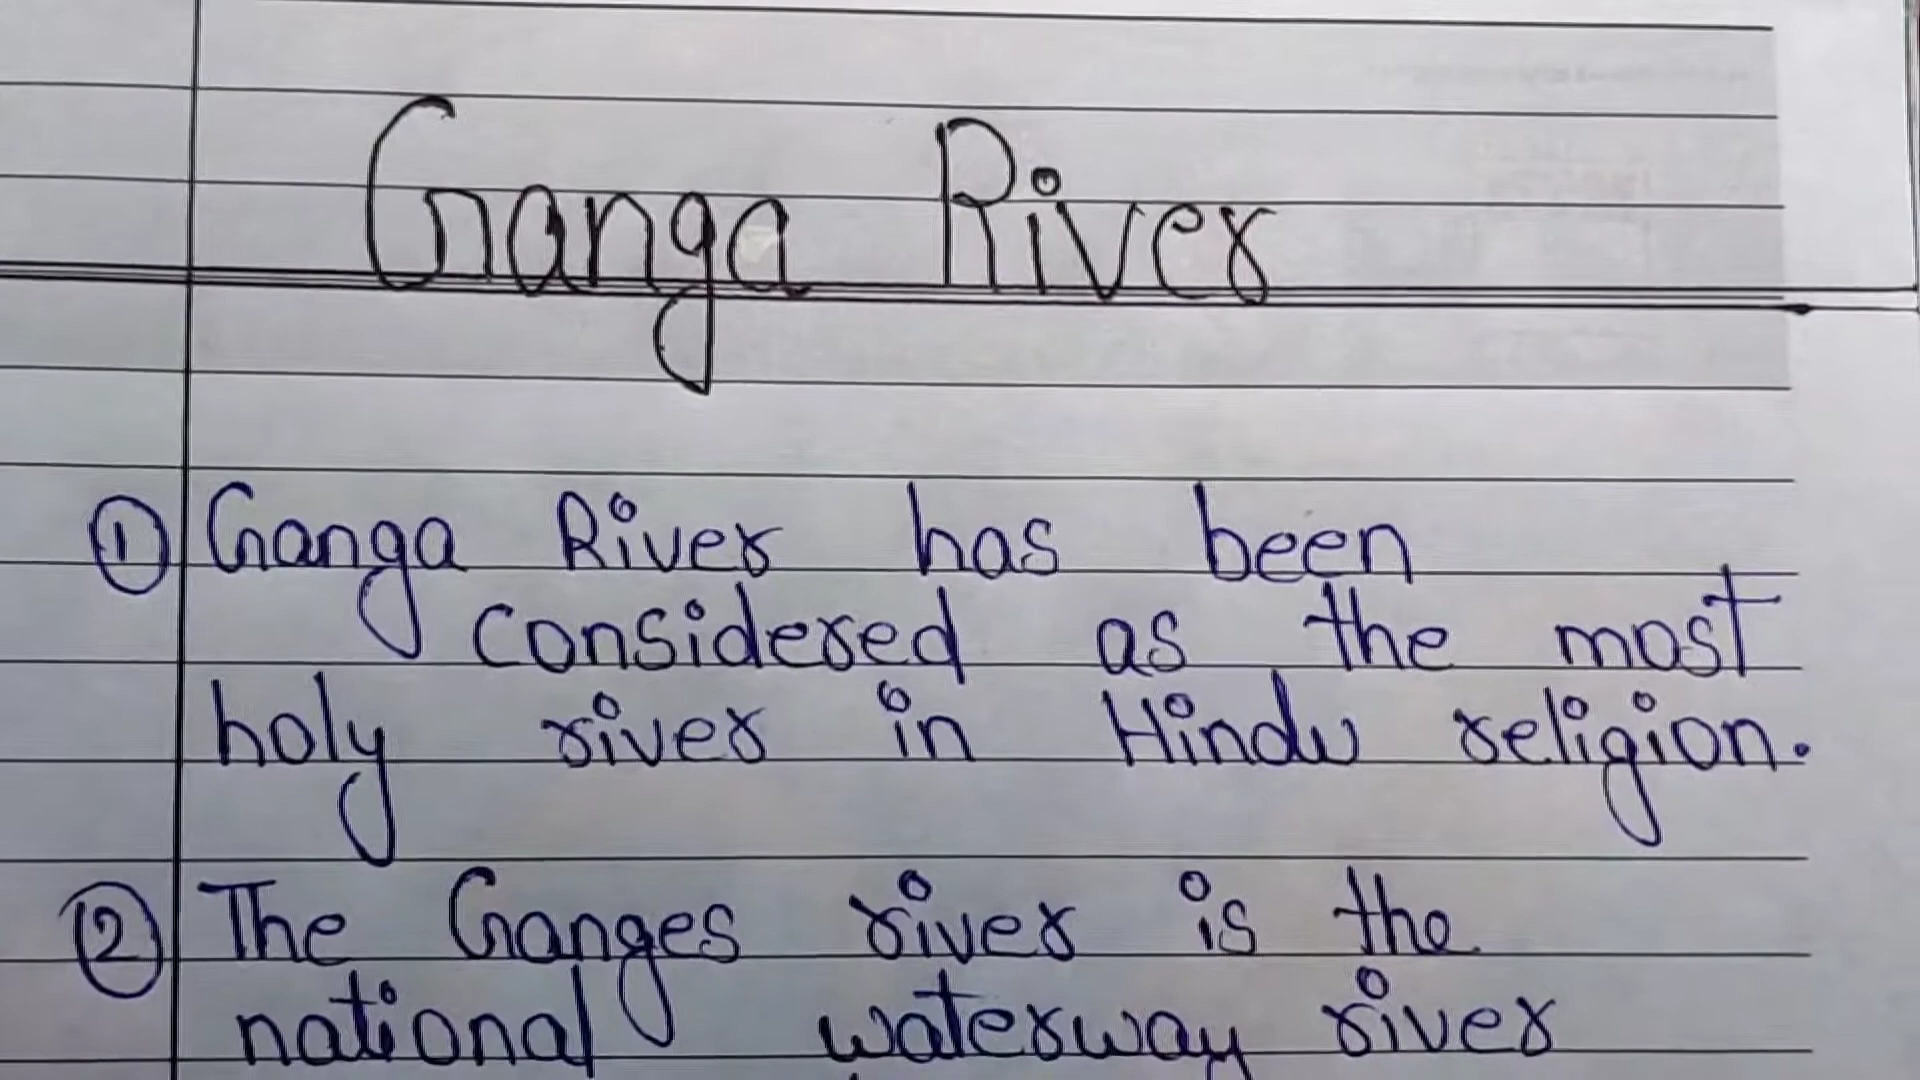 Ganga River
① Ganga River has been
considered as the most
holy river in Hindu religion.
② The Ganges river is the
national waterway river